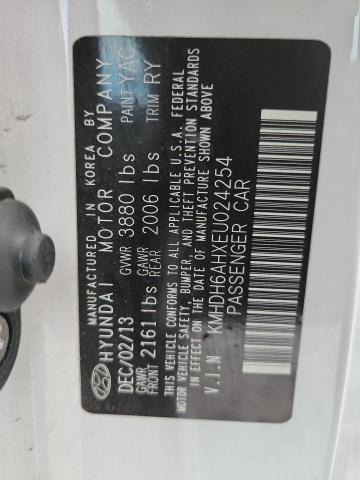 MANUFACTURED IN KOREA BY
HYUNDAI MOTOR COMPANY
DEC/02/13 GVWR 3880 lbs PAINT YAC
GAWR FRONT 2161 lbs GAWR REAR 2006 lbs TRIM RY
THIS VEHICLE CONFORMS TO ALL APPLICABLE U.S.A. FEDERAL
MOTOR VEHICLE SAFETY, BUMPER, AND THEFT PREVENTION STANDARDS
IN EFFECT ON THE DATE OF MANUFACTURE SHOWN ABOVE
V.I.N KMHDH6AHXEU024254
PASSENGER CAR